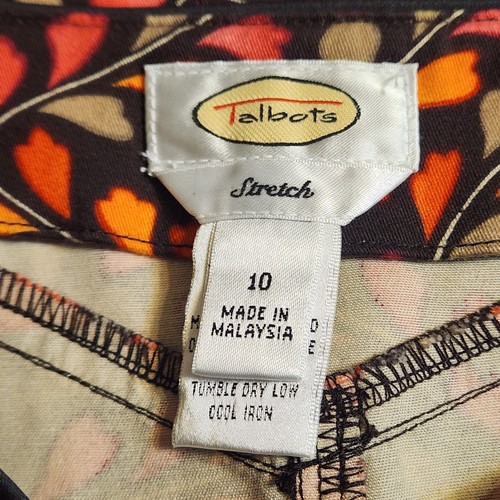 Talbots
Stretch
10
MADE IN
MALAYSIA
TUMBLE DRY LOW
COOL IRON